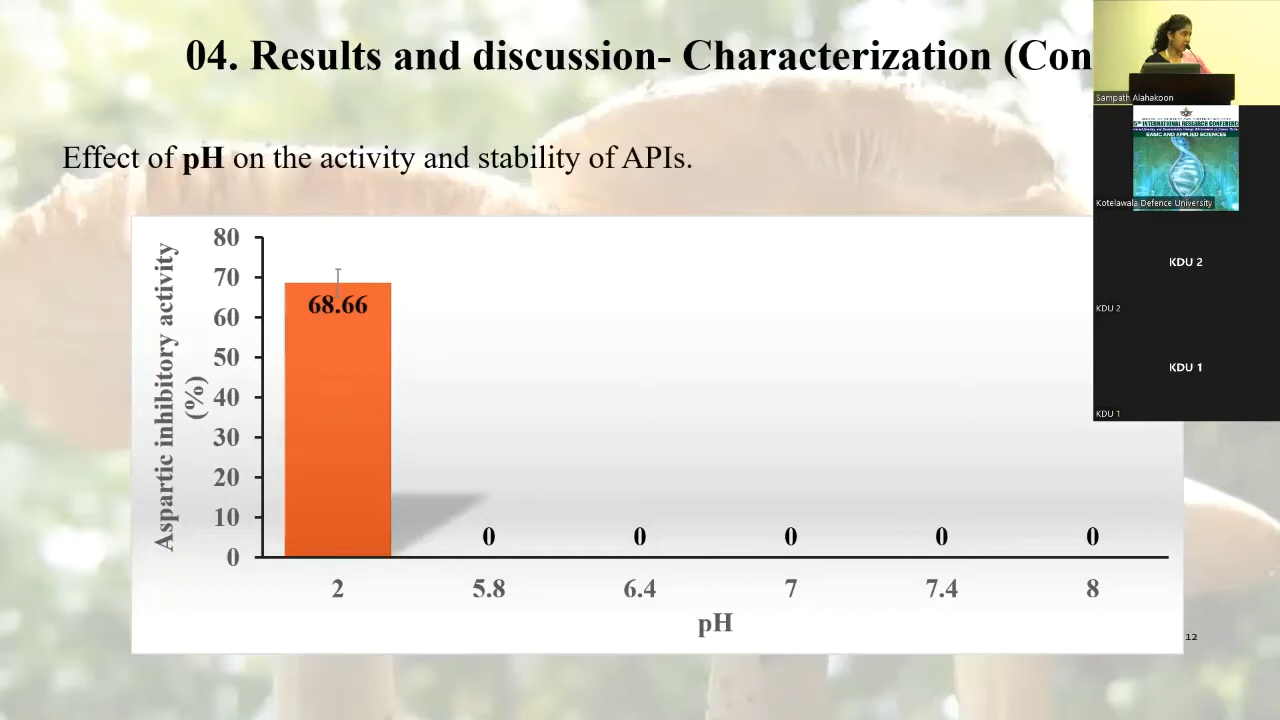 04. Results and discussion- Characterization (Con
Effect of pH on the activity and stability of APIs.
Aspartic inhibitory activity
(%)
80
70
60
50
40
30
20
10
0
68.66
0
0
0
0
0
2
5.8
6.4
7
7.4
8
pH
12
Sampath Alahakoon
INTERNATIONAL RESEARCH CONFERENC
BASIC AND APPLIED SCIENCES
Kotelawala Defence University
KDU 2
KDU 2
KDU 1
KDU 1